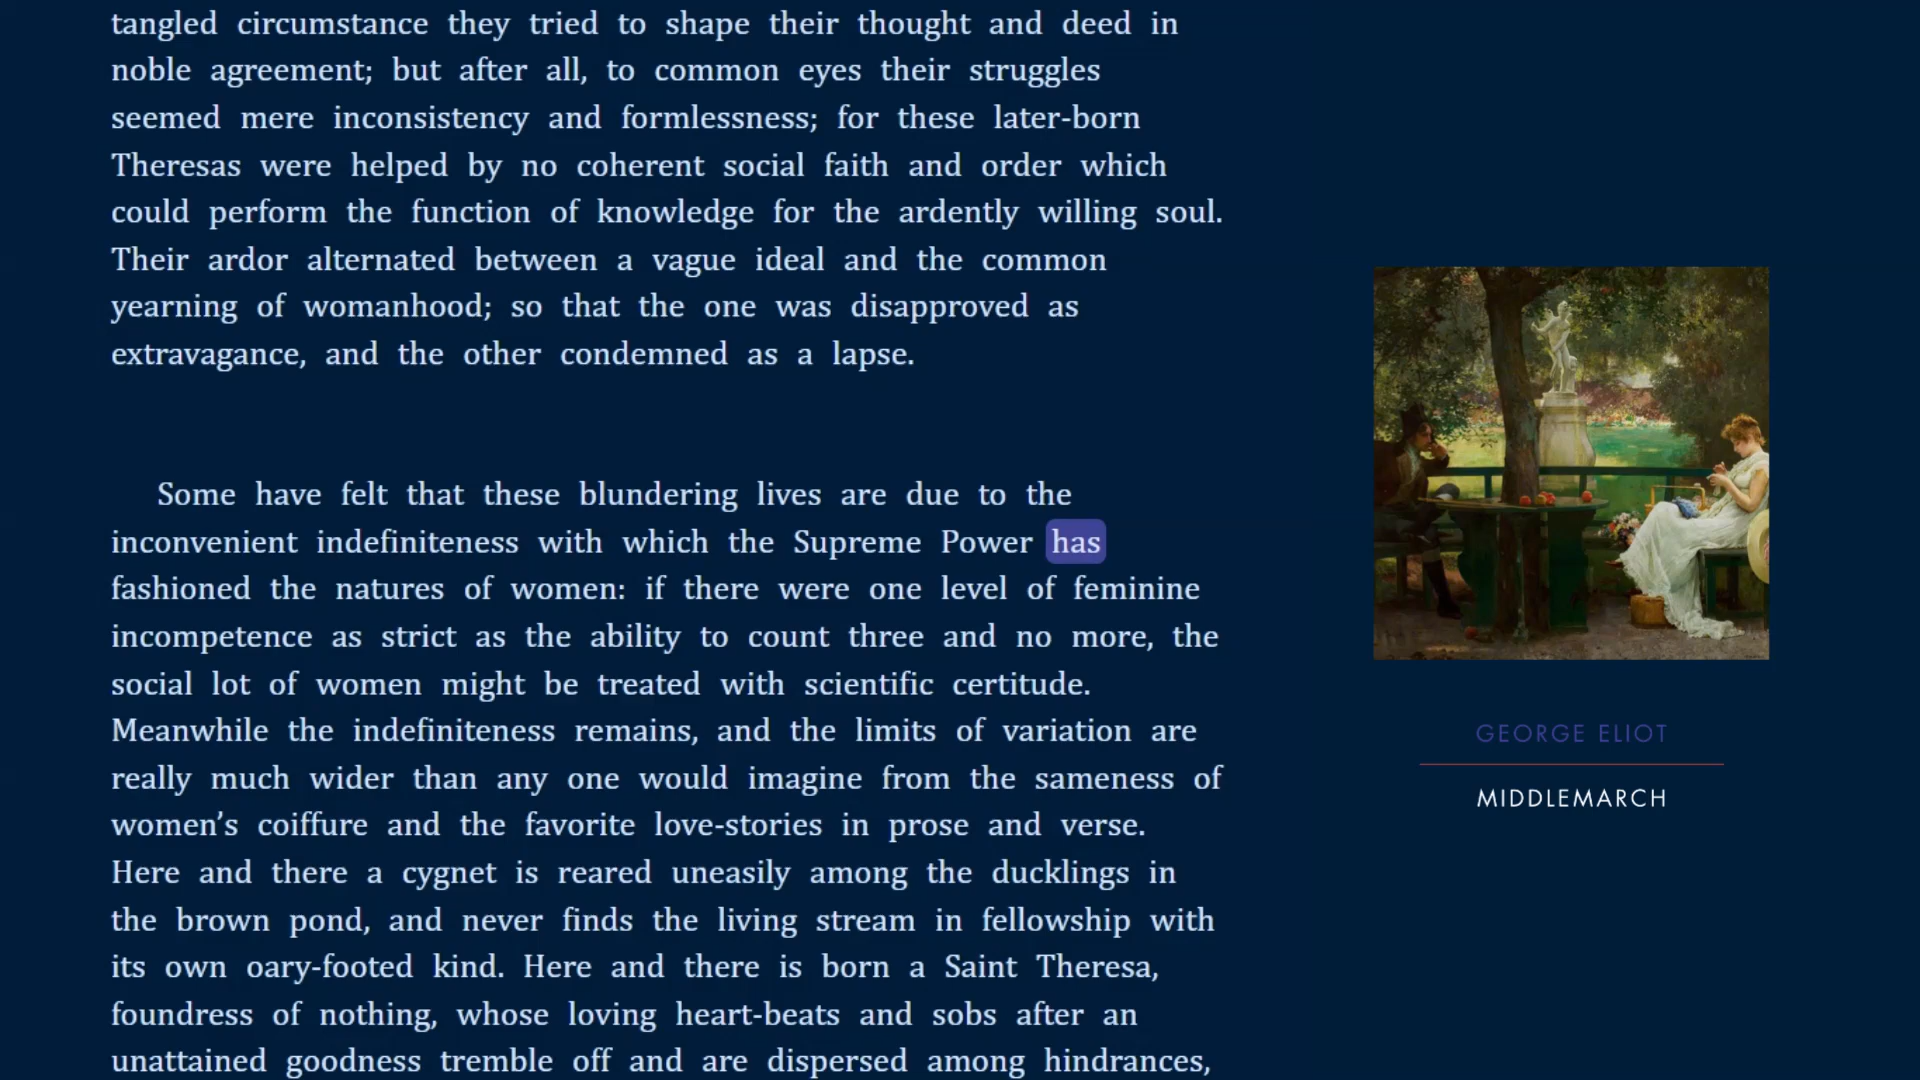 tangled circumstance they tried to shape their thought and deed in
noble agreement; but after all, to common eyes their struggles
seemed mere inconsistency and formlessness; for these later-born
Theresas were helped by no coherent social faith and order which
could perform the function of knowledge for the ardently willing soul.
Their ardor alternated between a vague ideal and the common
yearning of womanhood; so that the one was disapproved as
extravagance, and the other condemned as a lapse.
Some have felt that these blundering lives are due to the
inconvenient indefiniteness with which the Supreme Power has
fashioned the natures of women: if there were one level of feminine
incompetence as strict as the ability to count three and no more, the
social lot of women might be treated with scientific certitude.
Meanwhile the indefiniteness remains, and the limits of variation are
really much wider than any one would imagine from the sameness of
women’s coiffure and the favorite love-stories in prose and verse.
Here and there a cygnet is reared uneasily among the ducklings in
the brown pond, and never finds the living stream in fellowship with
its own oary-footed kind. Here and there is born a Saint Theresa,
foundress of nothing, whose loving heart-beats and sobs after an
unattained goodness tremble off and are dispersed among hindrances,
GEORGE ELIOT
MIDDLEMARCH